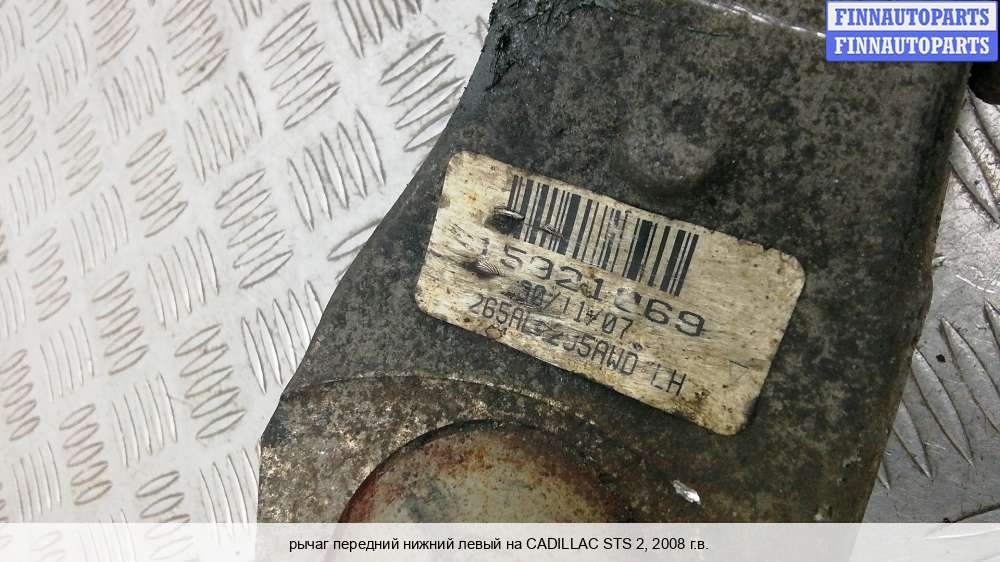 FINNAUTOPARTS
FINNAUTOPARTS
30/11/07
LH
рычаг передний нижний левый на CADILLAC STS 2, 2008 г.в.